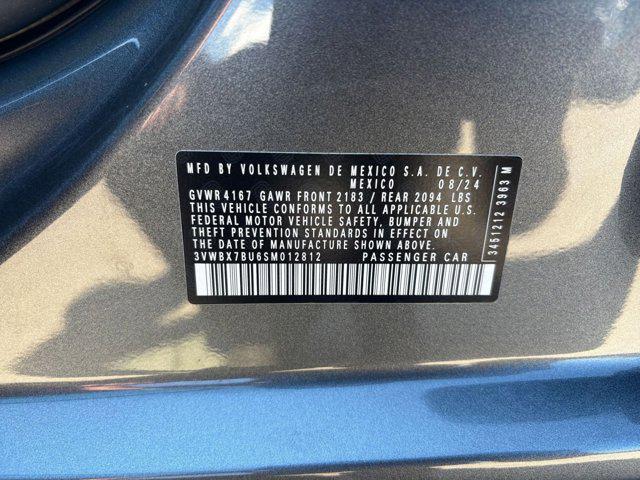 MFD BY VOLKSWAGEN DE MEXICO S.A. DE C.V.
MEXICO 08/24
GVWR 4167 GAWR FRONT 2183 / REAR 2094 LBS
THIS VEHICLE CONFORMS TO ALL APPLICABLE U.S.
FEDERAL MOTOR VEHICLE SAFETY, BUMPER AND
THEFT PREVENTION STANDARDS IN EFFECT ON
THE DATE OF MANUFACTURE SHOWN ABOVE.
3VWBX7BU6SM012812 PASSENGER CAR
3451212 3963 M